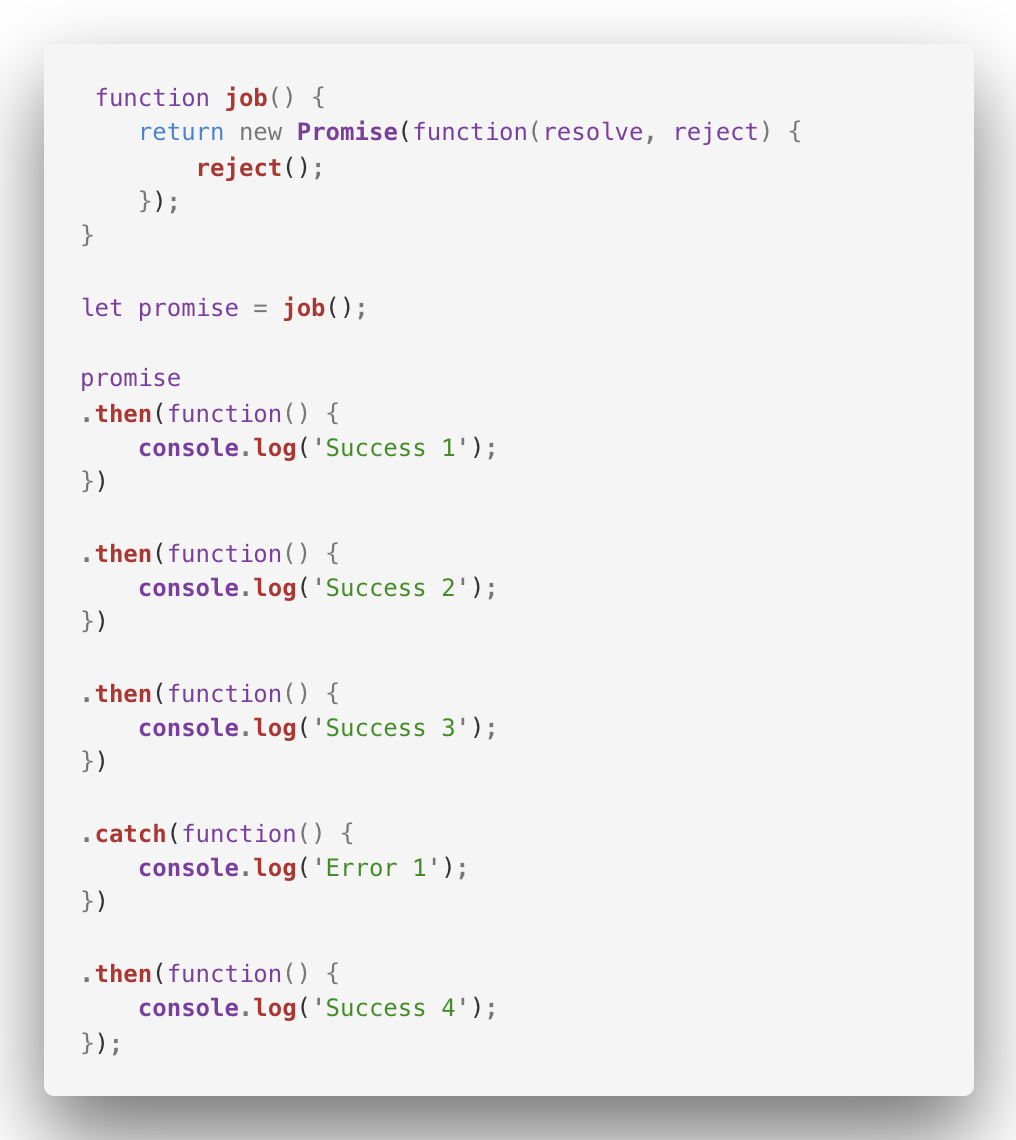 function job() {
    return new Promise(function(resolve, reject) {
        reject();
    });
}

let promise = job();

promise
.then(function() {
    console.log('Success 1');
})

.then(function() {
    console.log('Success 2');
})

.then(function() {
    console.log('Success 3');
})

.catch(function() {
    console.log('Error 1');
})

.then(function() {
    console.log('Success 4');
});